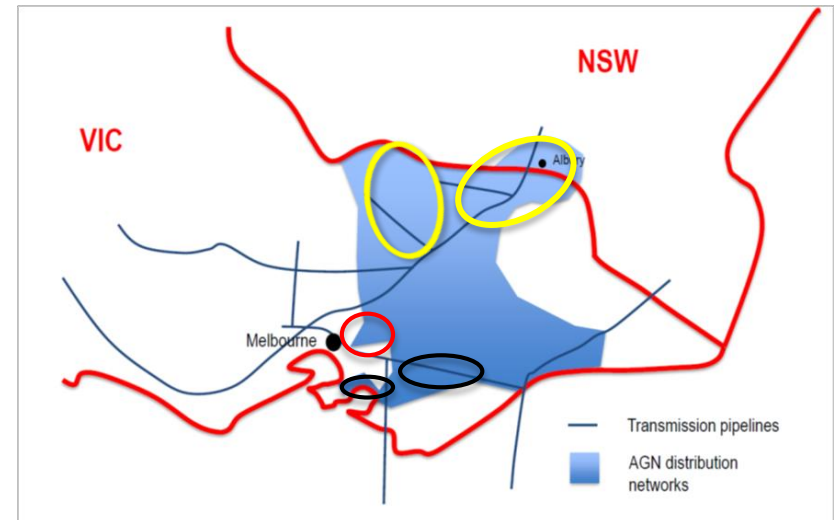 NSW
VIC
Albury
Melbourne
Transmission pipelines
AGN distribution
networks